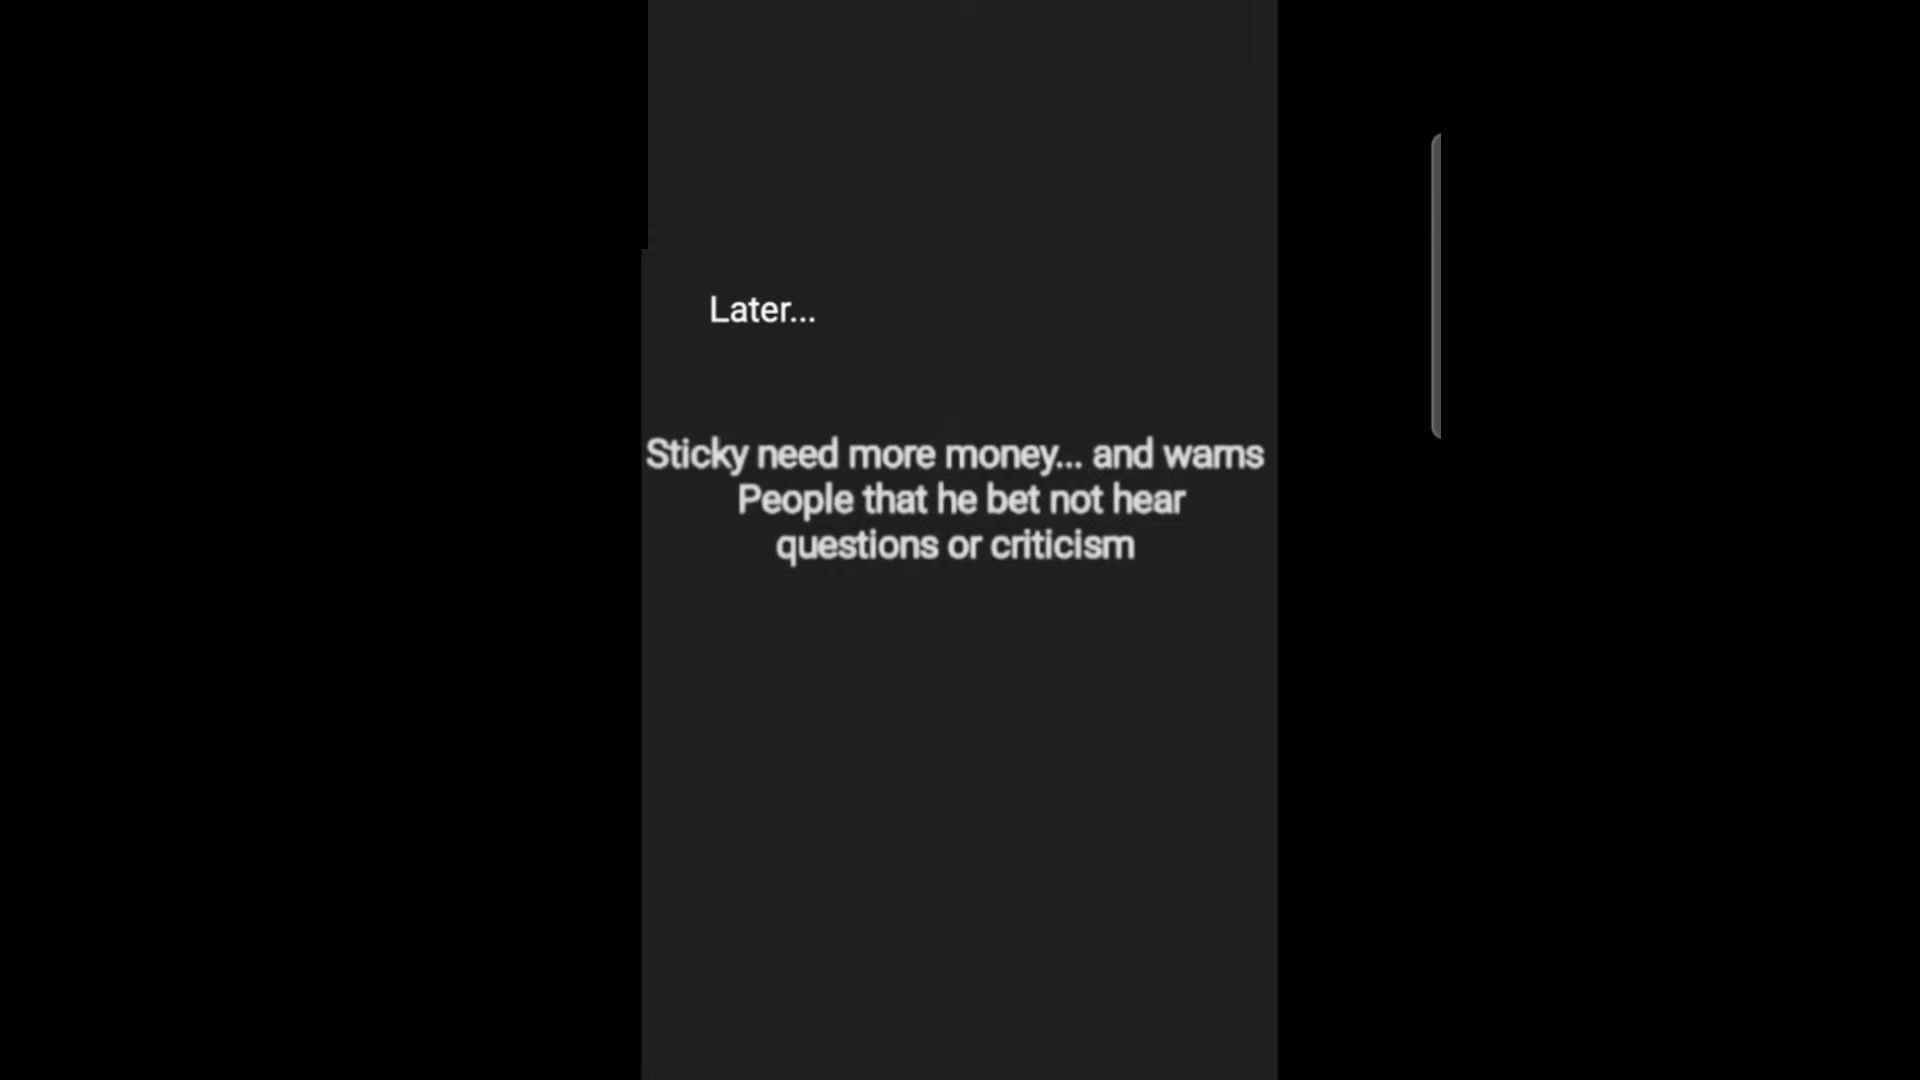 Later...
Sticky need more money... and warns
People that he bet not hear
questions or criticism